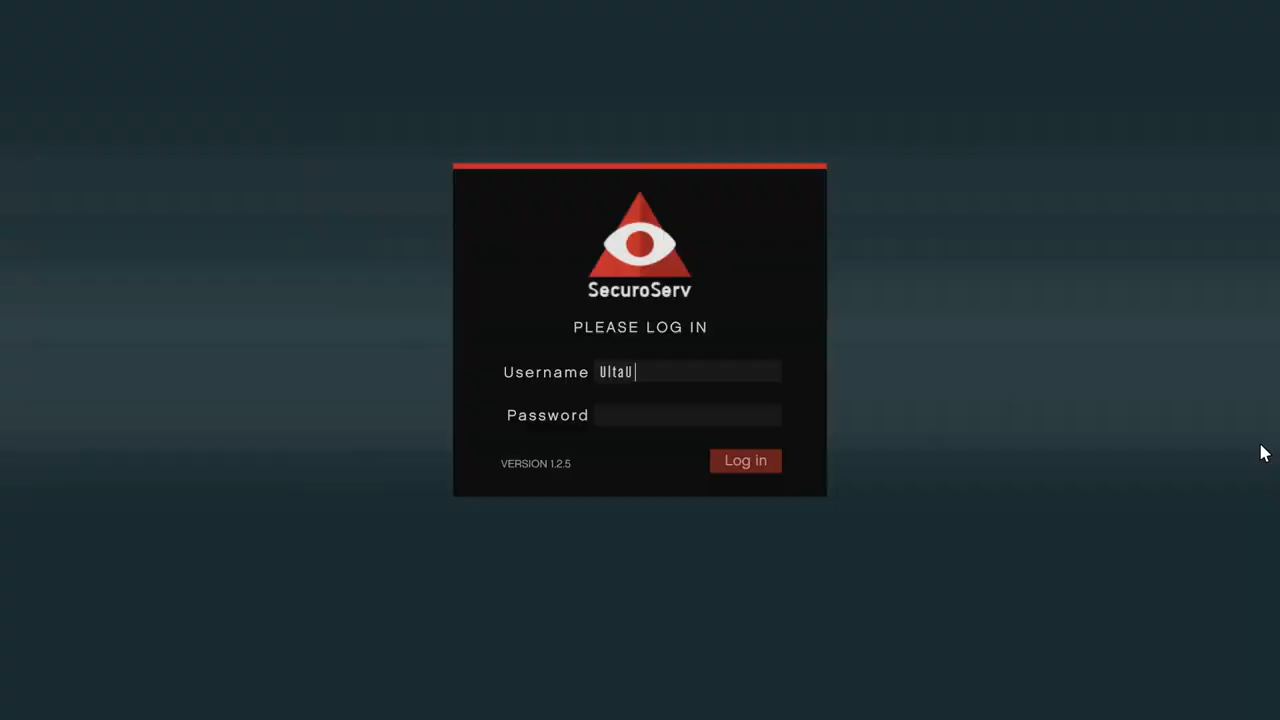 SecuroServ
PLEASE LOG IN
Username UltaU
Password
VERSION 1.2.5 Log in